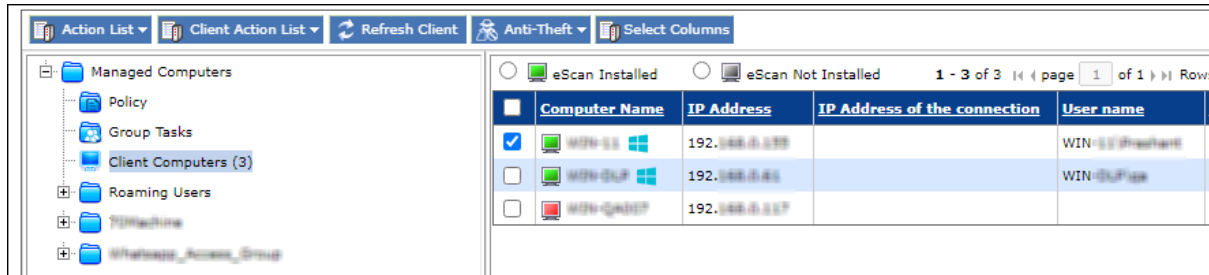 Action List Client Action List Refresh Client Anti-Theft Select Columns
Managed Computers
Policy
Group Tasks
Client Computers (3)
Roaming Users
eScan Installed eScan Not Installed 1 - 3 of 3 page 1 of 1 Rows
Computer Name IP Address IP Address of the connection User name
192. WIN
192. WIN
192.